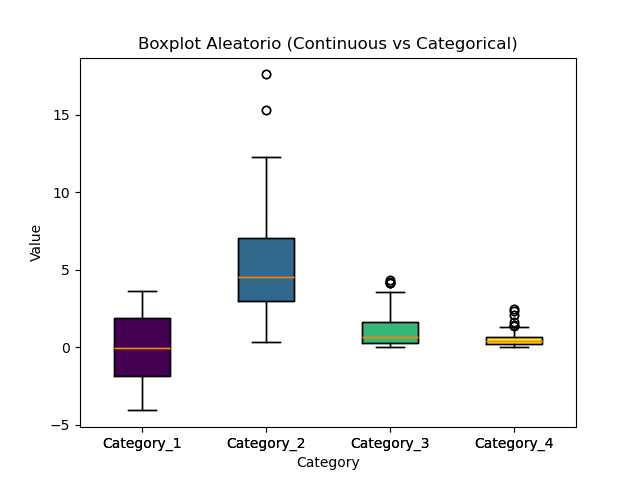 Boxplot Aleatorio (Continuous vs Categorical)
Value
15
10
5
0
−5
Category_1 Category_2 Category_3 Category_4
Category